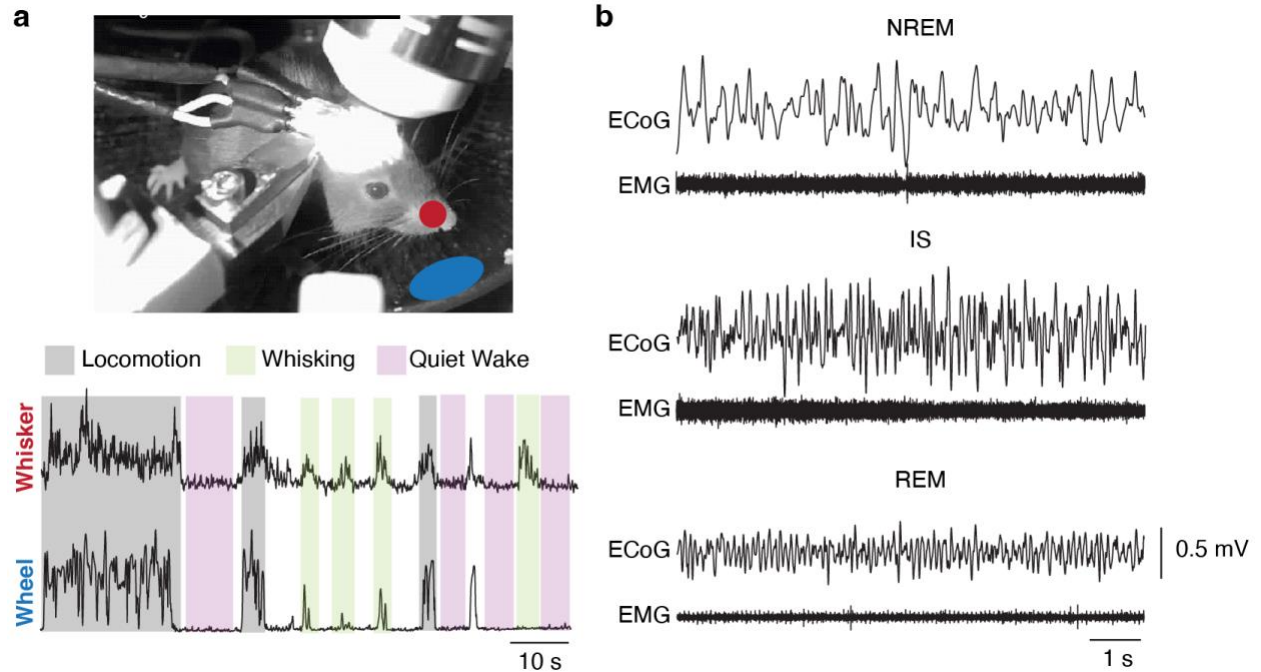 a
Locomotion Whisking Quiet Wake
Whisker
Wheel
10 s
b
NREM
ECoG
EMG
IS
ECoG
EMG
REM
ECoG
0.5 mV
EMG
1 s